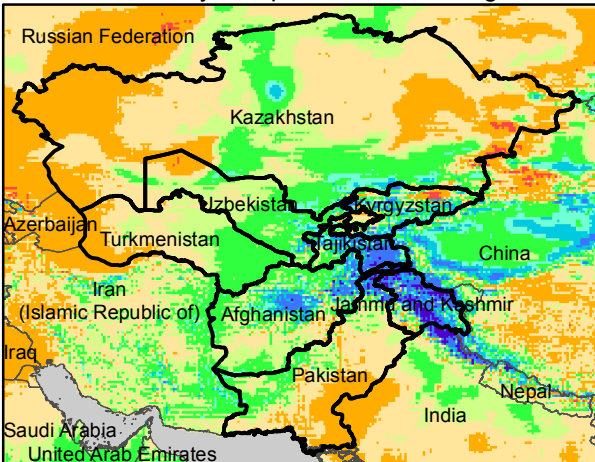 Russian Federation
Kazakhstan
Uzbekistan
Kyrgyzstan
Azerbaijan
Turkmenistan
Tajikistan
China
Iran
(Islamic Republic of)
Afghanistan
Jammu and Kashmir
Iraq
Pakistan
Nepal
India
Saudi Arabia
United Arab Emirates